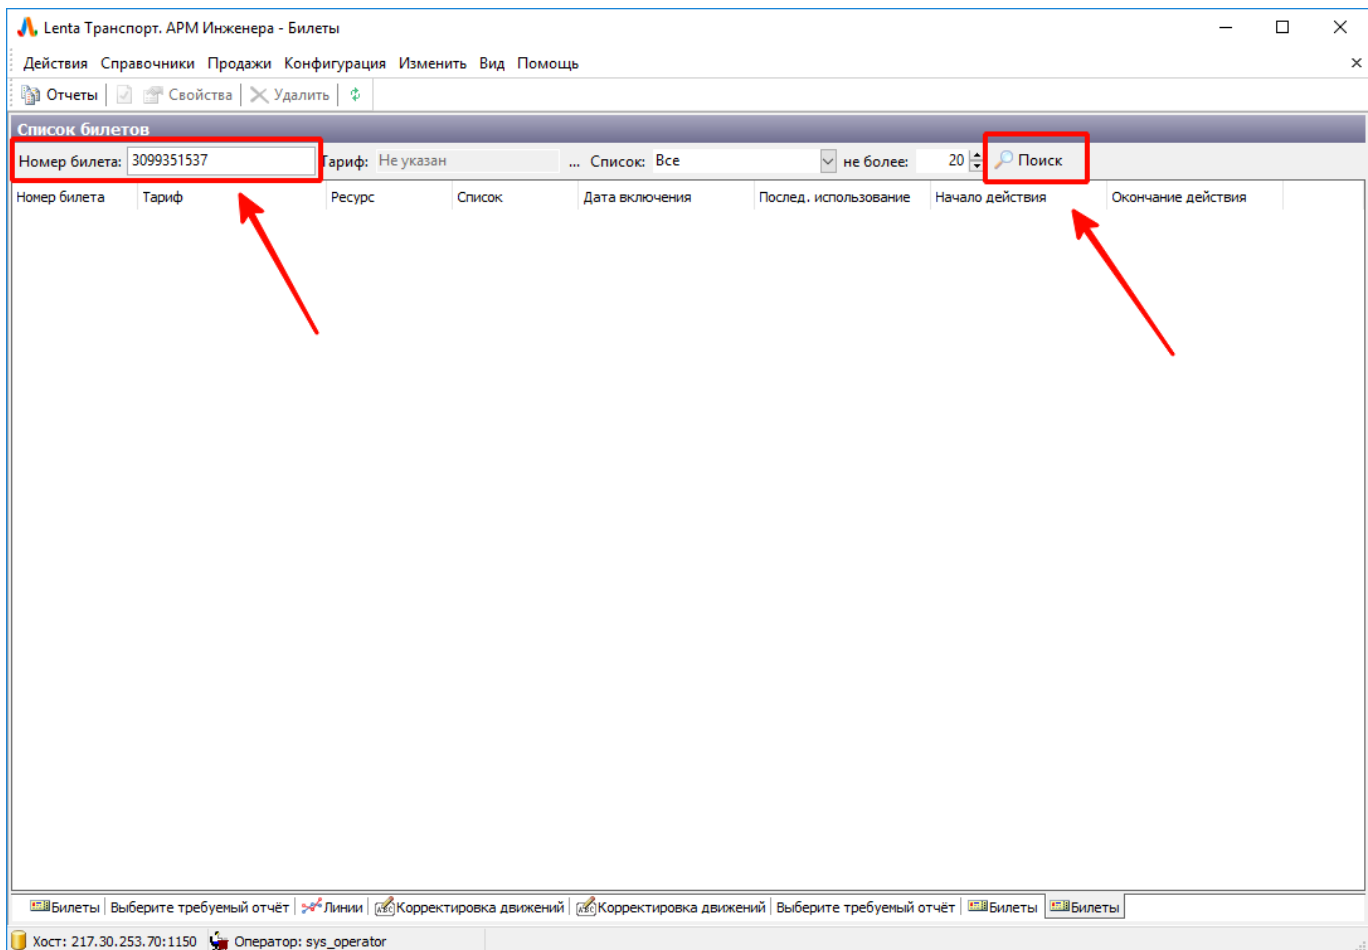 Lenta Транспорт. АРМ Инженера - Билеты
Действия Справочники Продажи Конфигурация Изменить Вид Помощь
Отчеты Свойства Удалить
Список билетов
Номер билета: 3099351537 Тариф: Не указан ... Список: Все не более: 20 Поиск
Номер билета Тариф Ресурс Список Дата включения Послед. использование Начало действия Окончание действия
Билеты Выберите требуемый отчёт Линии Корректировка движений Корректировка движений Выберите требуемый отчёт Билеты Билеты
Хост: 217.30.253.70:1150 Оператор: sys_operator